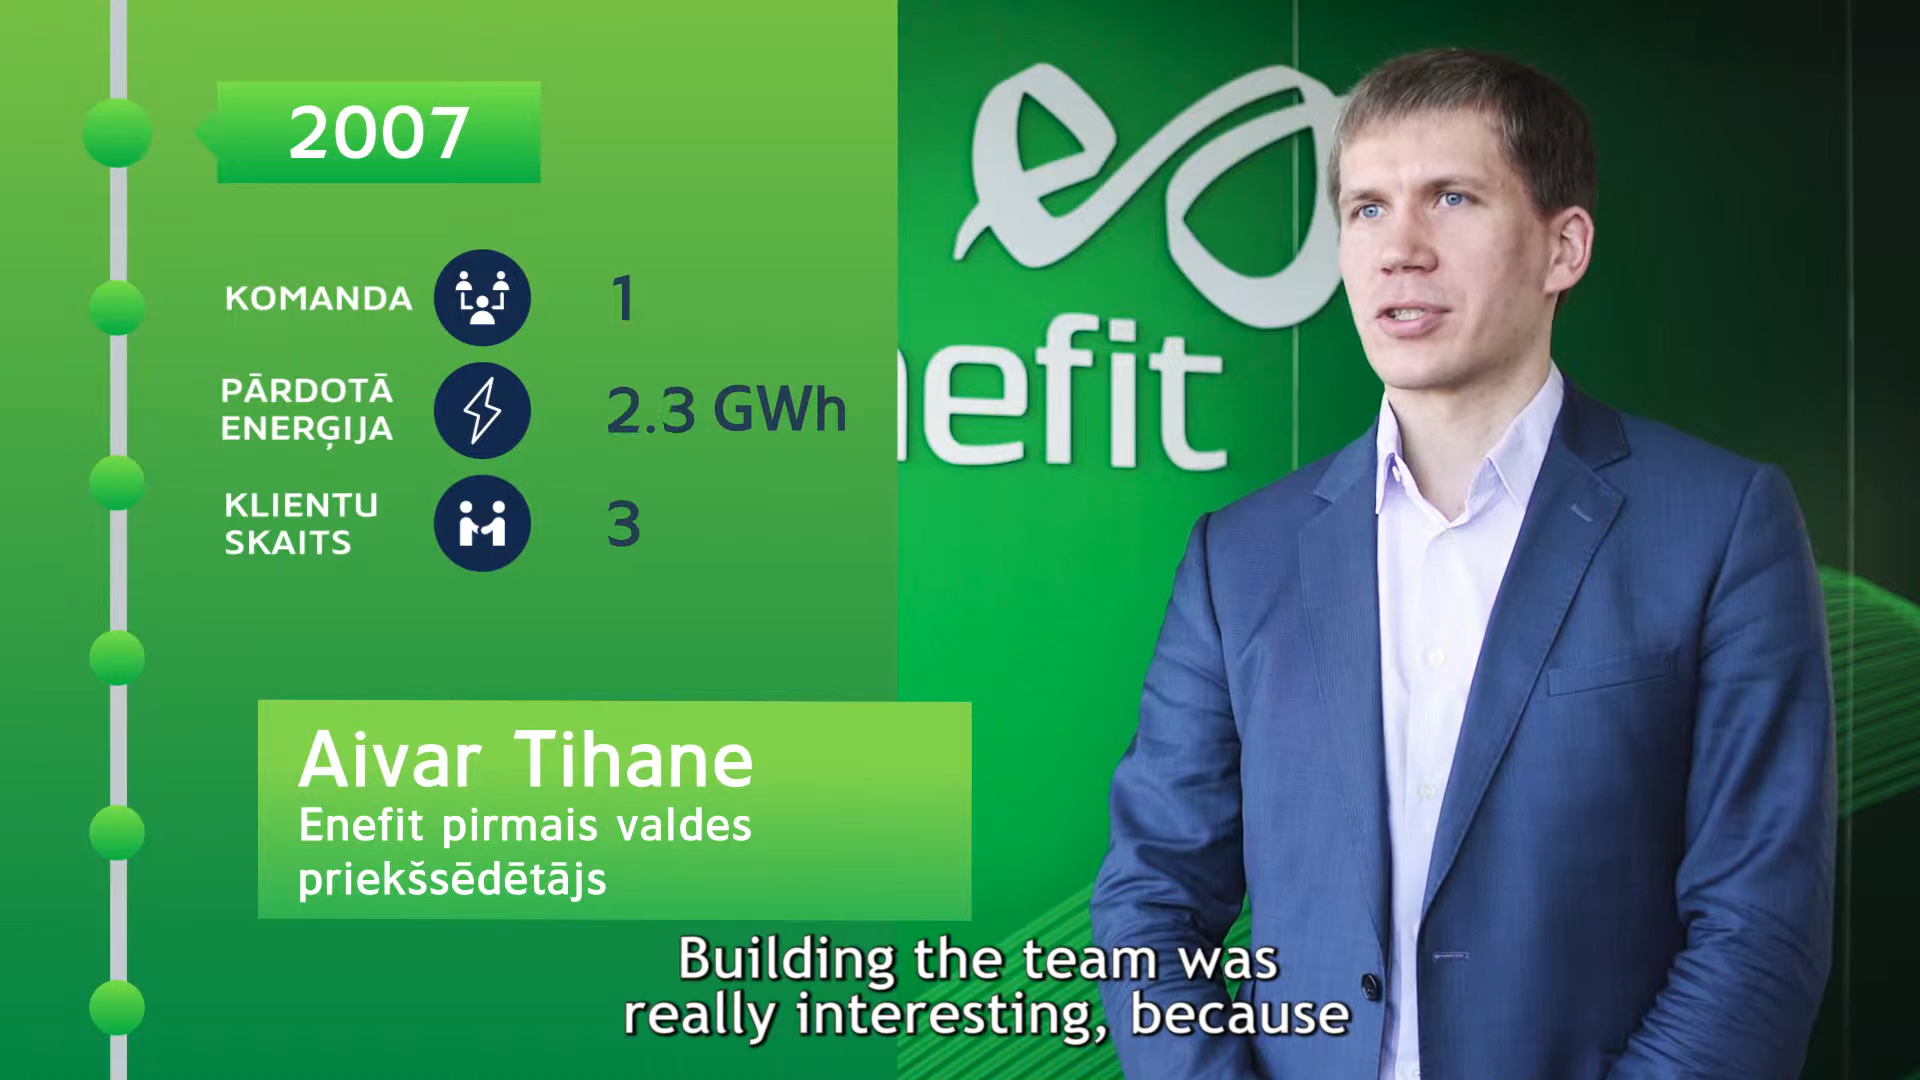 2007
KOMANDA 1
PĀRDOTĀ
ENERĢIJA 2.3 GWh
KLIENTU
SKAITS 3
nefit
Aivar Tihane
Enefit pirmais valdes
priekšsēdētājs
Building the team was
really interesting, because